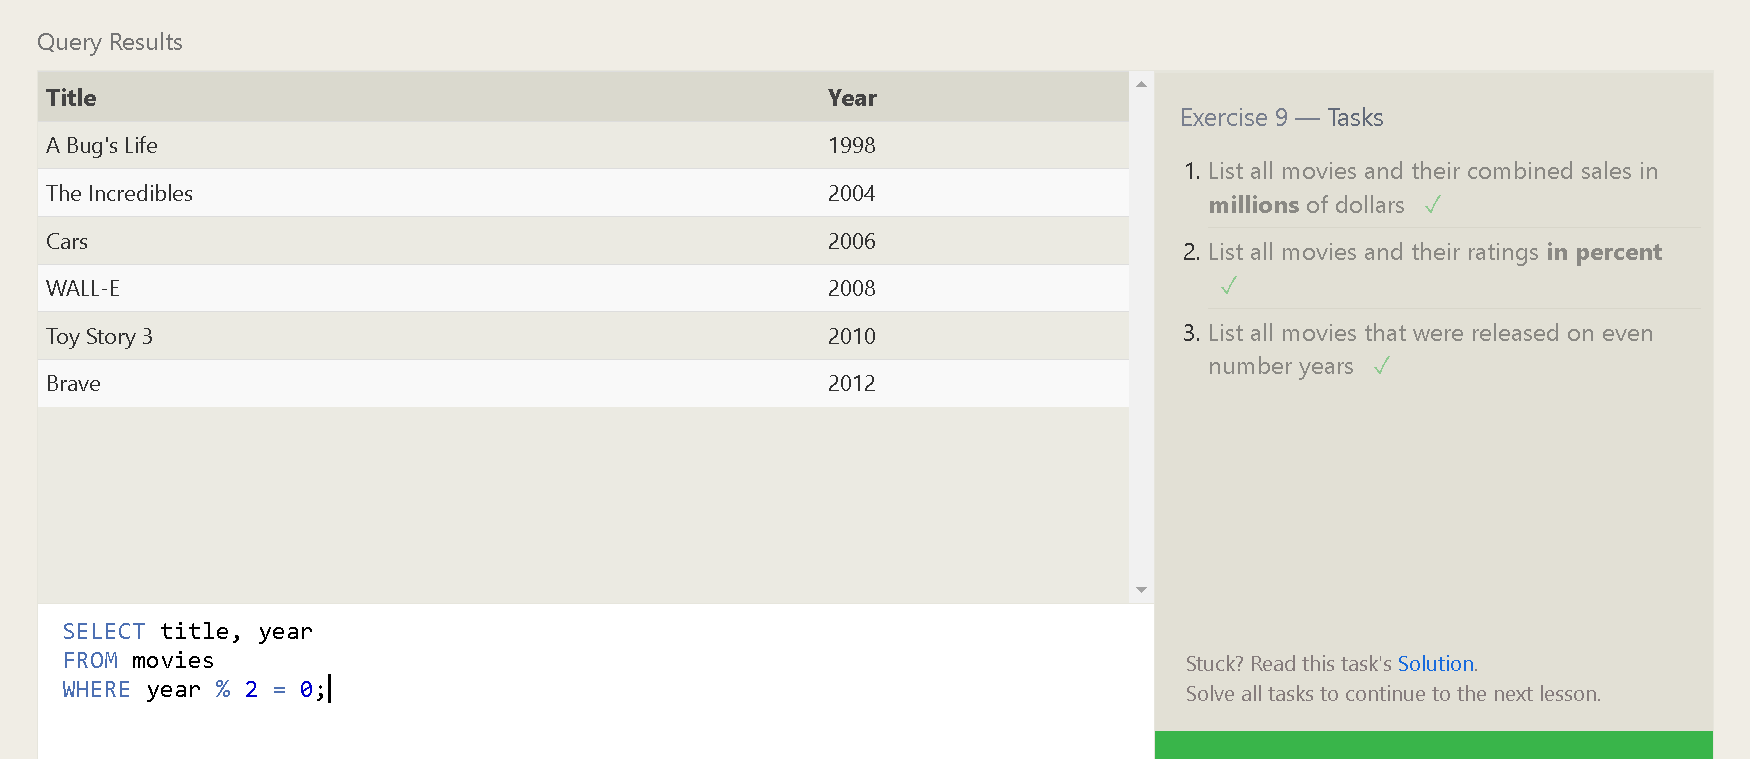 Query Results
Title Year
A Bug's Life 1998
The Incredibles 2004
Cars 2006
WALL-E 2008
Toy Story 3 2010
Brave 2012
SELECT title, year
FROM movies
WHERE year % 2 = 0;
Exercise 9 — Tasks
1. List all movies and their combined sales in
millions of dollars ✓
2. List all movies and their ratings in percent
✓
3. List all movies that were released on even
number years ✓
Stuck? Read this task's Solution.
Solve all tasks to continue to the next lesson.